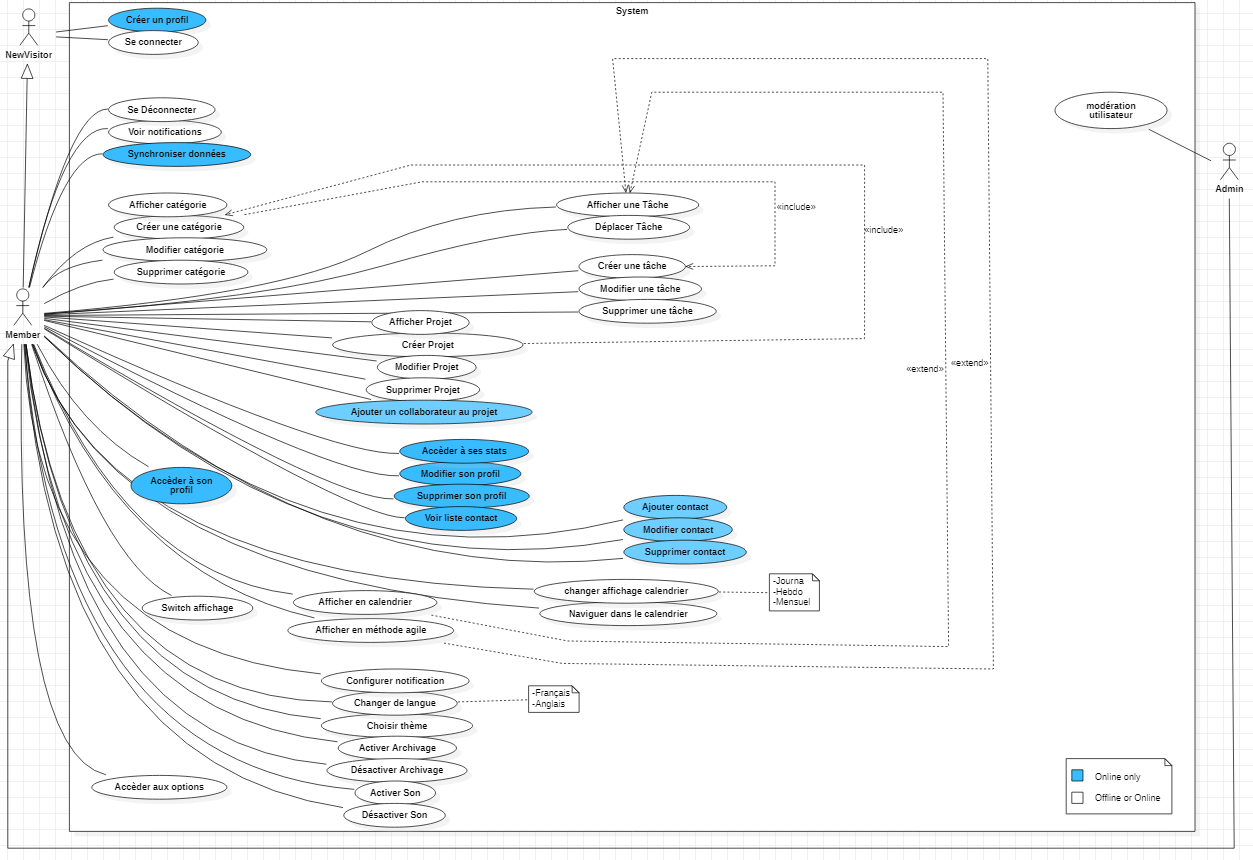 System
Créer un profil
Se connecter
NewVisitor
Se Déconnecter
Voir notifications
Synchroniser données
modération
utilisateur
Admin
Afficher catégorie
Créer une catégorie
Modifier catégorie
Supprimer catégorie
Afficher une Tâche
Déplacer Tâche
«include»
«include»
Créer une tâche
Modifier une tâche
Supprimer une tâche
Member
Afficher Projet
Créer Projet
Modifier Projet
Supprimer Projet
Ajouter un collaborateur au projet
«extend»
«extend»
Accèder à ses stats
Modifier son profil
Supprimer son profil
Voir liste contact
Accèder à son
profil
Ajouter contact
Modifier contact
Supprimer contact
changer affichage calendrier
Naviguer dans le calendrier
-Journa
-Hebdo
-Mensuel
Switch affichage
Afficher en calendrier
Afficher en méthode agile
Configurer notification
Changer de langue
Choisir thème
Activer Archivage
Désactiver Archivage
Activer Son
Désactiver Son
-Français
-Anglais
Accèder aux options
Online only
Offline or Online